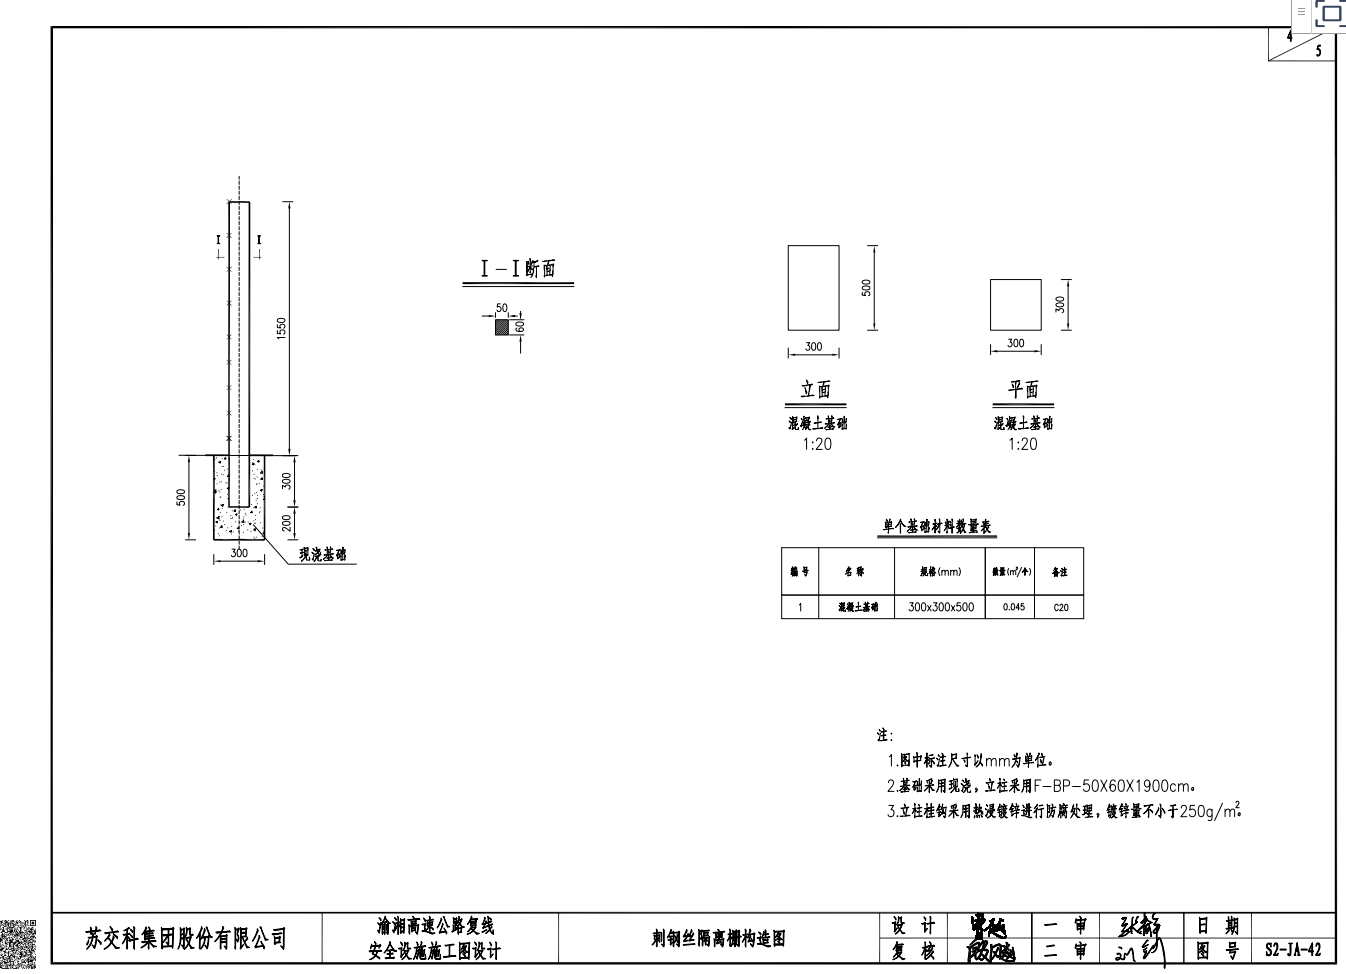 4
5
I
I
1550
500
300
200
300
现浇基础
I-I断面
50
60
500
300
立面
混凝土基础
1:20
300
300
平面
混凝土基础
1:20
单个基础材料数量表
编号 名称 规格(mm) 数量(m³/个) 备注
1 混凝土基础 300x300x500 0.045 C20
注:
1.图中标注尺寸以mm为单位。
2.基础采用现浇，立柱采用F-BP-50X60X1900cm。
3.立柱挂钩采用热浸镀锌进行防腐处理，镀锌量不小于250g/m²。
苏交科集团股份有限公司
渝湘高速公路复线
安全设施施工图设计
刺钢丝隔离栅构造图
设计 一审 日期
复核 二审 图号 S2-JA-42